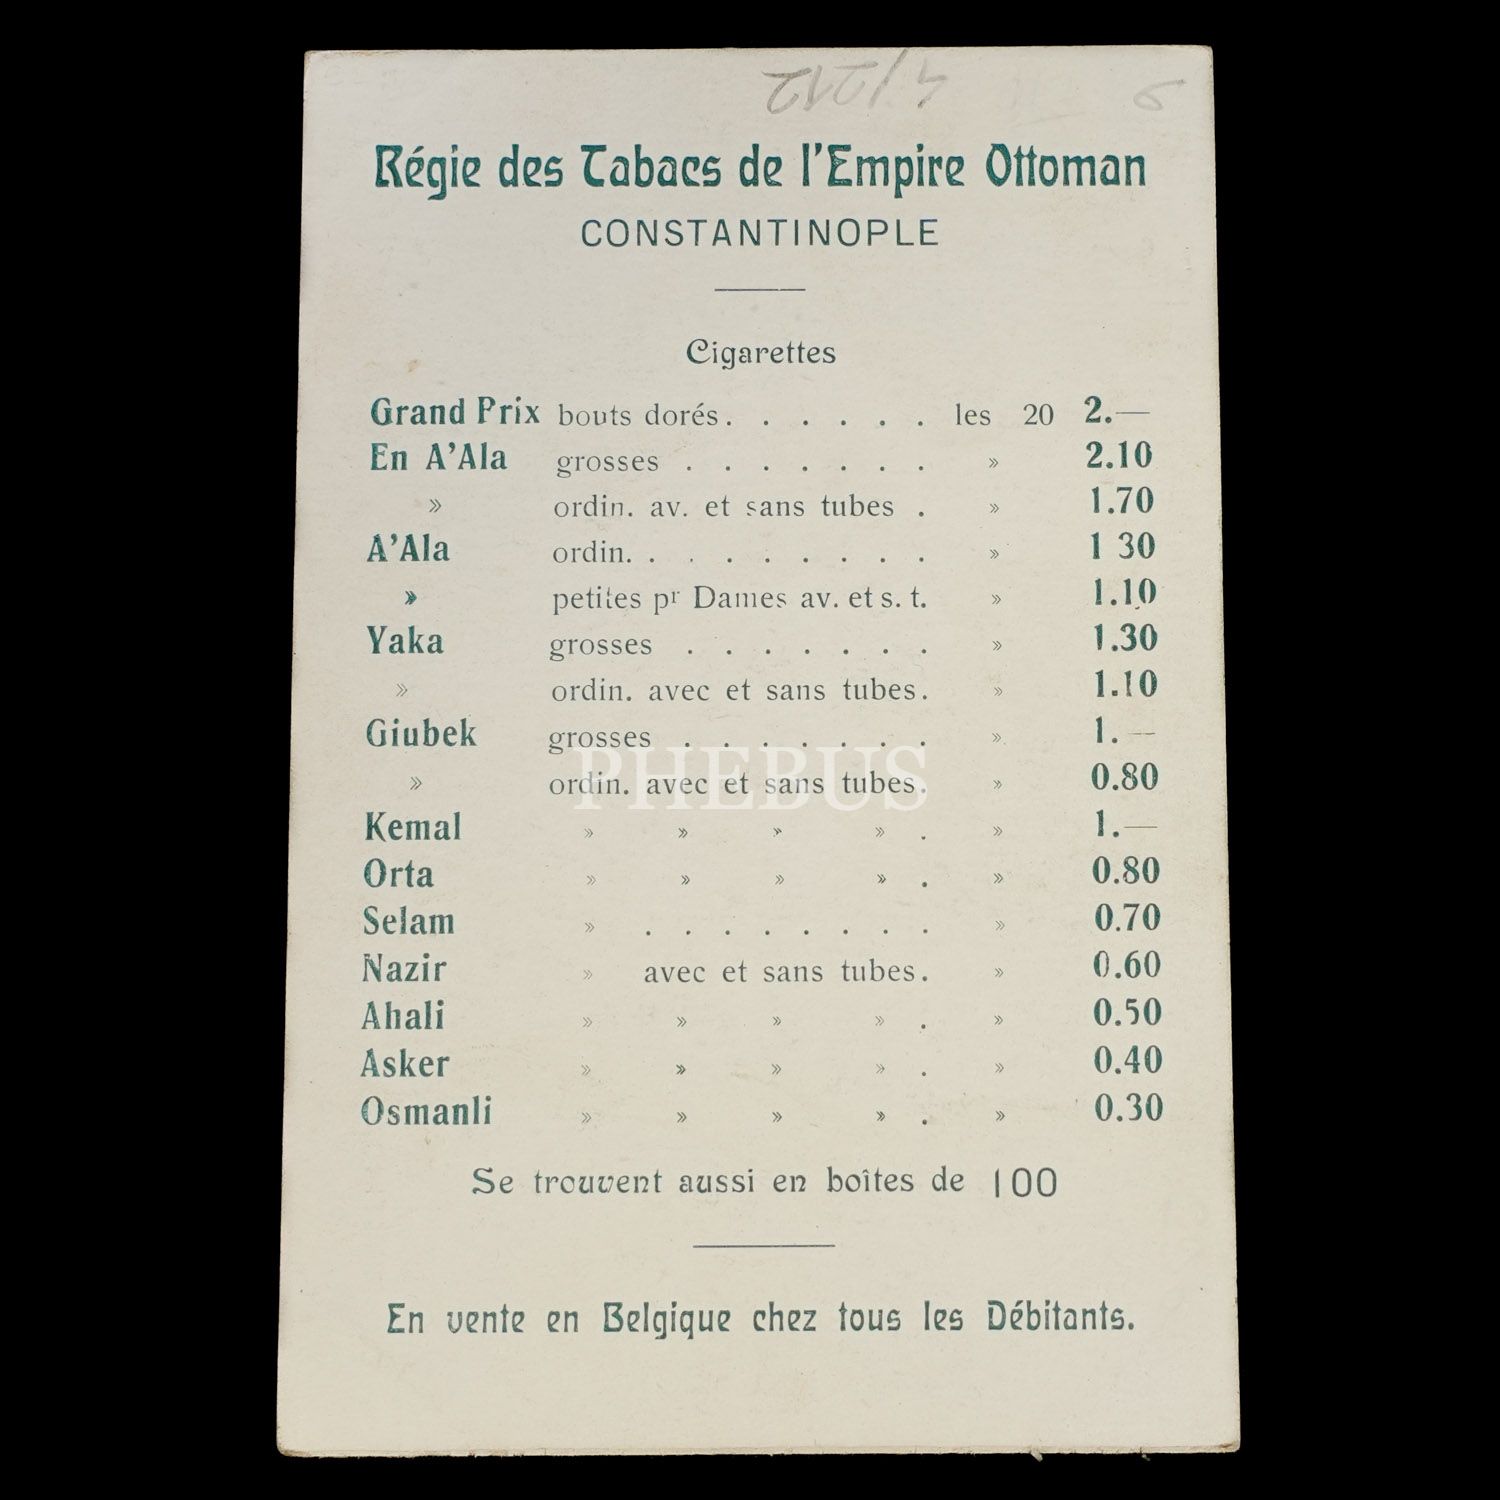 4/212
Régie des Tabacs de l'Empire Ottoman
CONSTANTINOPLE
Cigarettes
Grand Prix bouts dorés. . . . . . les 20 2.—
En A'Ala grosses . . . . . . . » 2.10
» ordin. av. et sans tubes . » 1.70
A'Ala ordin. . . . . . . . . » 1 30
» petites pr Dames av. et s. t. » 1.10
Yaka grosses . . . . . . . » 1.30
» ordin. avec et sans tubes. » 1.10
Giubek grosses . . . . . . . » 1.—
» ordin. avec et sans tubes. » 0.80
Kemal » » » » . » 1.—
Orta » » » » . » 0.80
Selam » . . . . . . . . » 0.70
Nazir » avec et sans tubes. » 0.60
Ahali » » » » . » 0.50
Asker » » » » . » 0.40
Osmanli » » » » . » 0.30
Se trouvent aussi en boîtes de 100
En vente en Belgique chez tous les Débitants.
PHEBUS